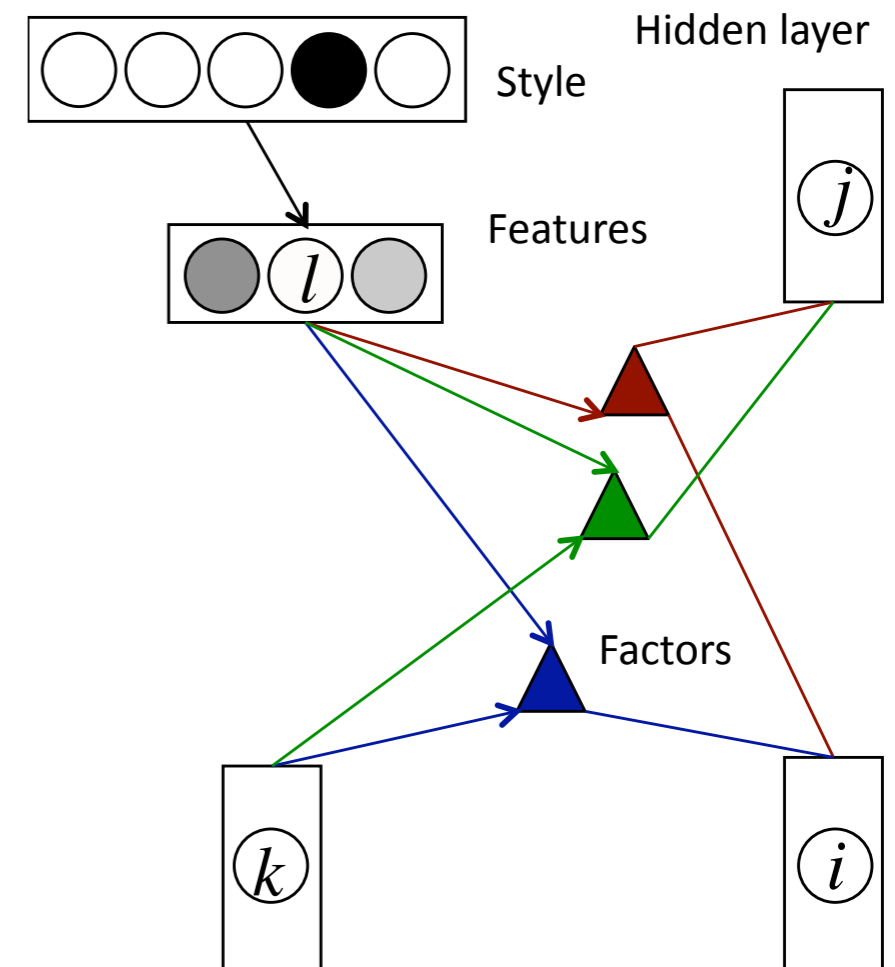 Hidden layer
Style
j
Features
l
Factors
k
i